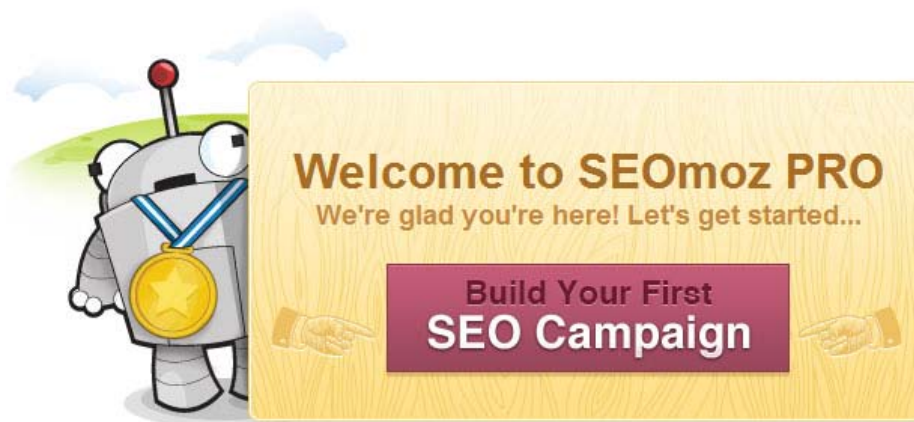 Welcome to SEOmoz PRO
We're glad you're here! Let's get started...
Build Your First
SEO Campaign